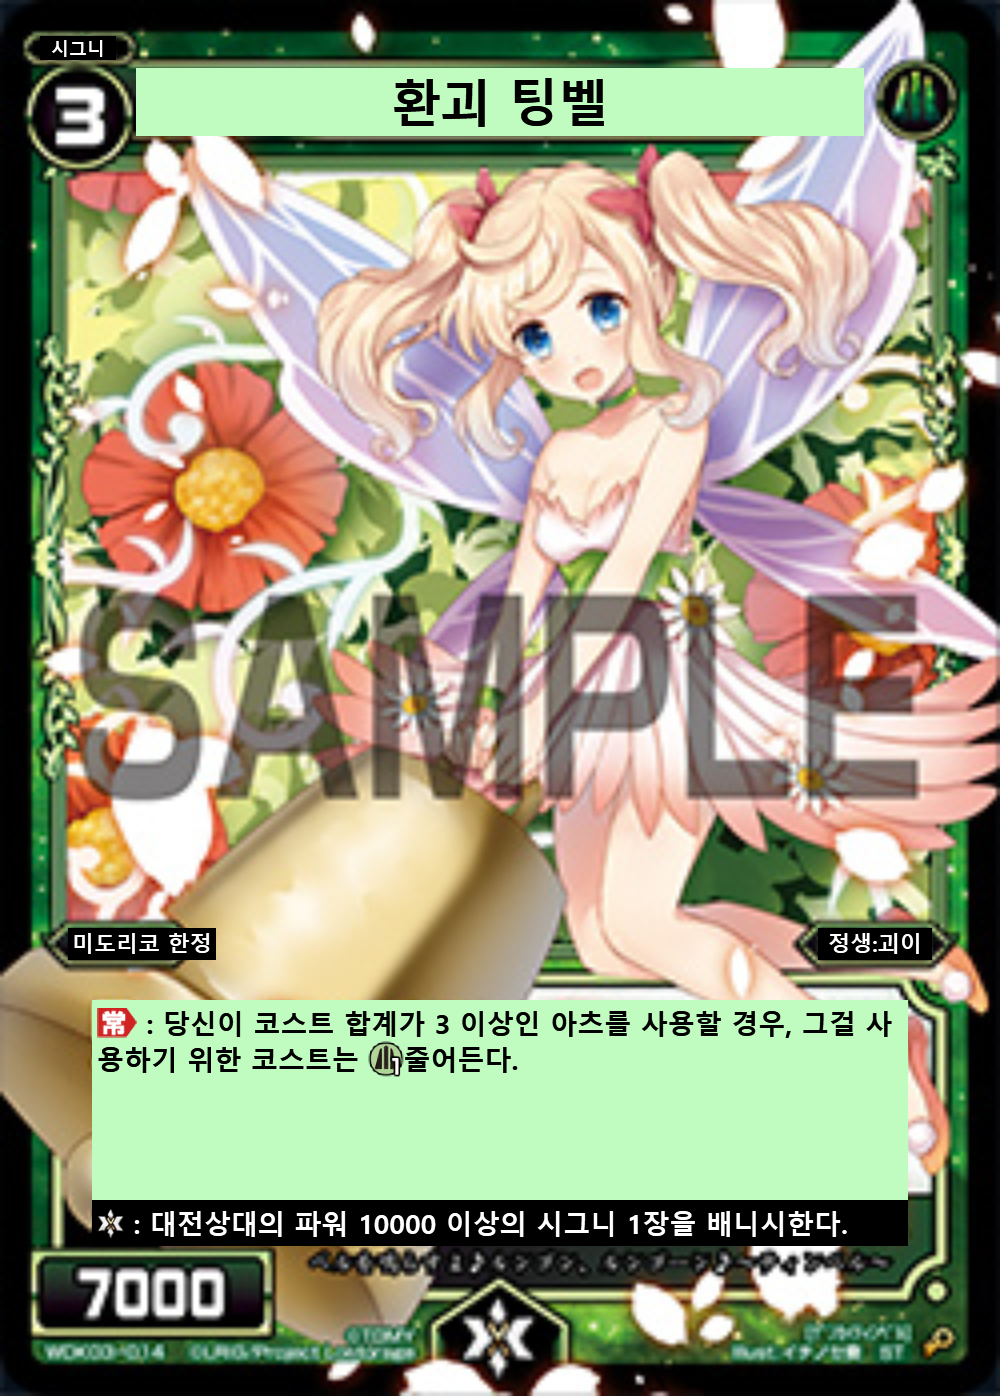 시그니
3
환괴 팅벨
SAMPLE
미도리코 한정
정생:괴이
常 : 당신이 코스트 합계가 3 이상인 아츠를 사용할 경우, 그걸 사
용하기 위한 코스트는 1줄어든다.
: 대전상대의 파워 10000 이상의 시그니 1장을 배니시한다.
7000
©TOMY